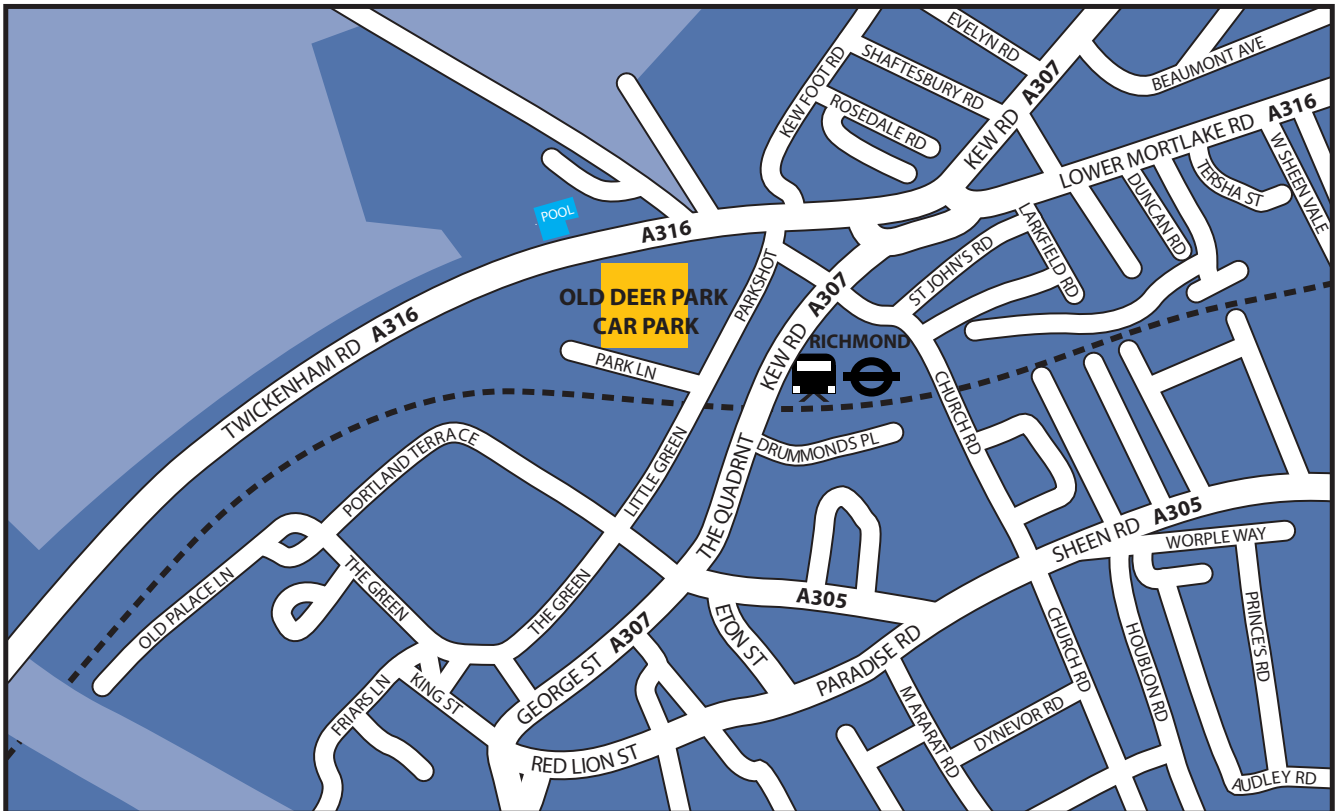 EVELYN RD
SHAFTESBURY RD
A307
BEAUMONT AVE
KEW FOOT RD
ROSEDALE RD
KEW RD
A316
LOWER MORTLAKE RD
W SHEEN VALE
TERSHA ST
DUNCAN RD
POOL
A316
LARKFIELD RD
ST JOHN'S RD
PARKSHOT
A307
OLD DEER PARK
CAR PARK
A316
TWICKENHAM RD
RICHMOND
PARK LN
KEW RD
CHURCH RD
PORTLAND TERRACE
DRUMMONDS PL
LITTLE GREEN
THE QUADRNT
A305
SHEEN RD
WORPLE WAY
THE GREEN
OLD PALACE LN
THE GREEN
A305
A307
ETON ST
PRINCE'S RD
CHURCH RD
HOUBLON RD
PARADISE RD
GEORGE ST
KING ST
FRIARS LN
M ARARAT RD
DYNEVOR RD
RED LION ST
AUDLEY RD